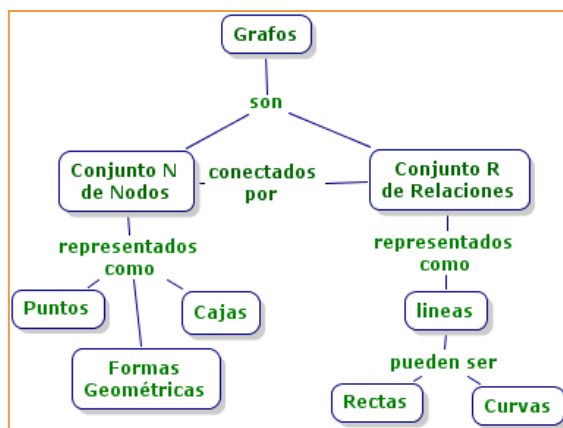 Grafos
son
Conjunto N
de Nodos
conectados
por
Conjunto R
de Relaciones
representados
como
representados
como
Puntos
Cajas
lineas
Formas
Geométricas
pueden ser
Rectas
Curvas